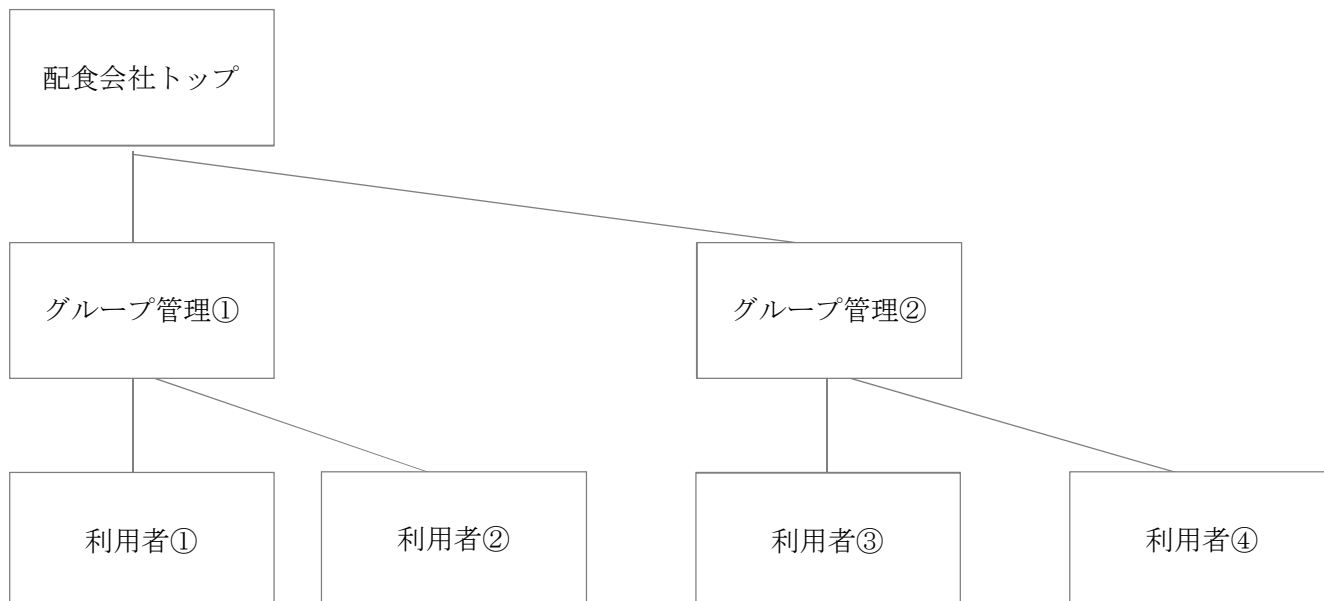 配食会社トップ
グループ管理①
グループ管理②
利用者①
利用者②
利用者③
利用者④